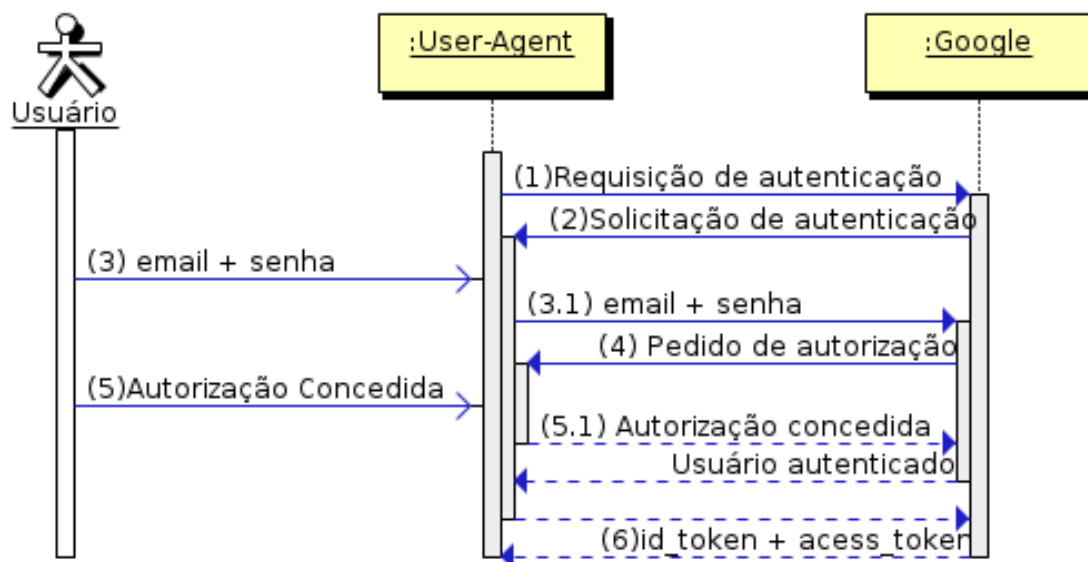 :User-Agent
:Google
Usuário
(1)Requisição de autenticação
(2)Solicitação de autenticação
(3) email + senha
(3.1) email + senha
(4) Pedido de autorização
(5)Autorização Concedida
(5.1) Autorização concedida
Usuário autenticado
(6)id_token + acess_token